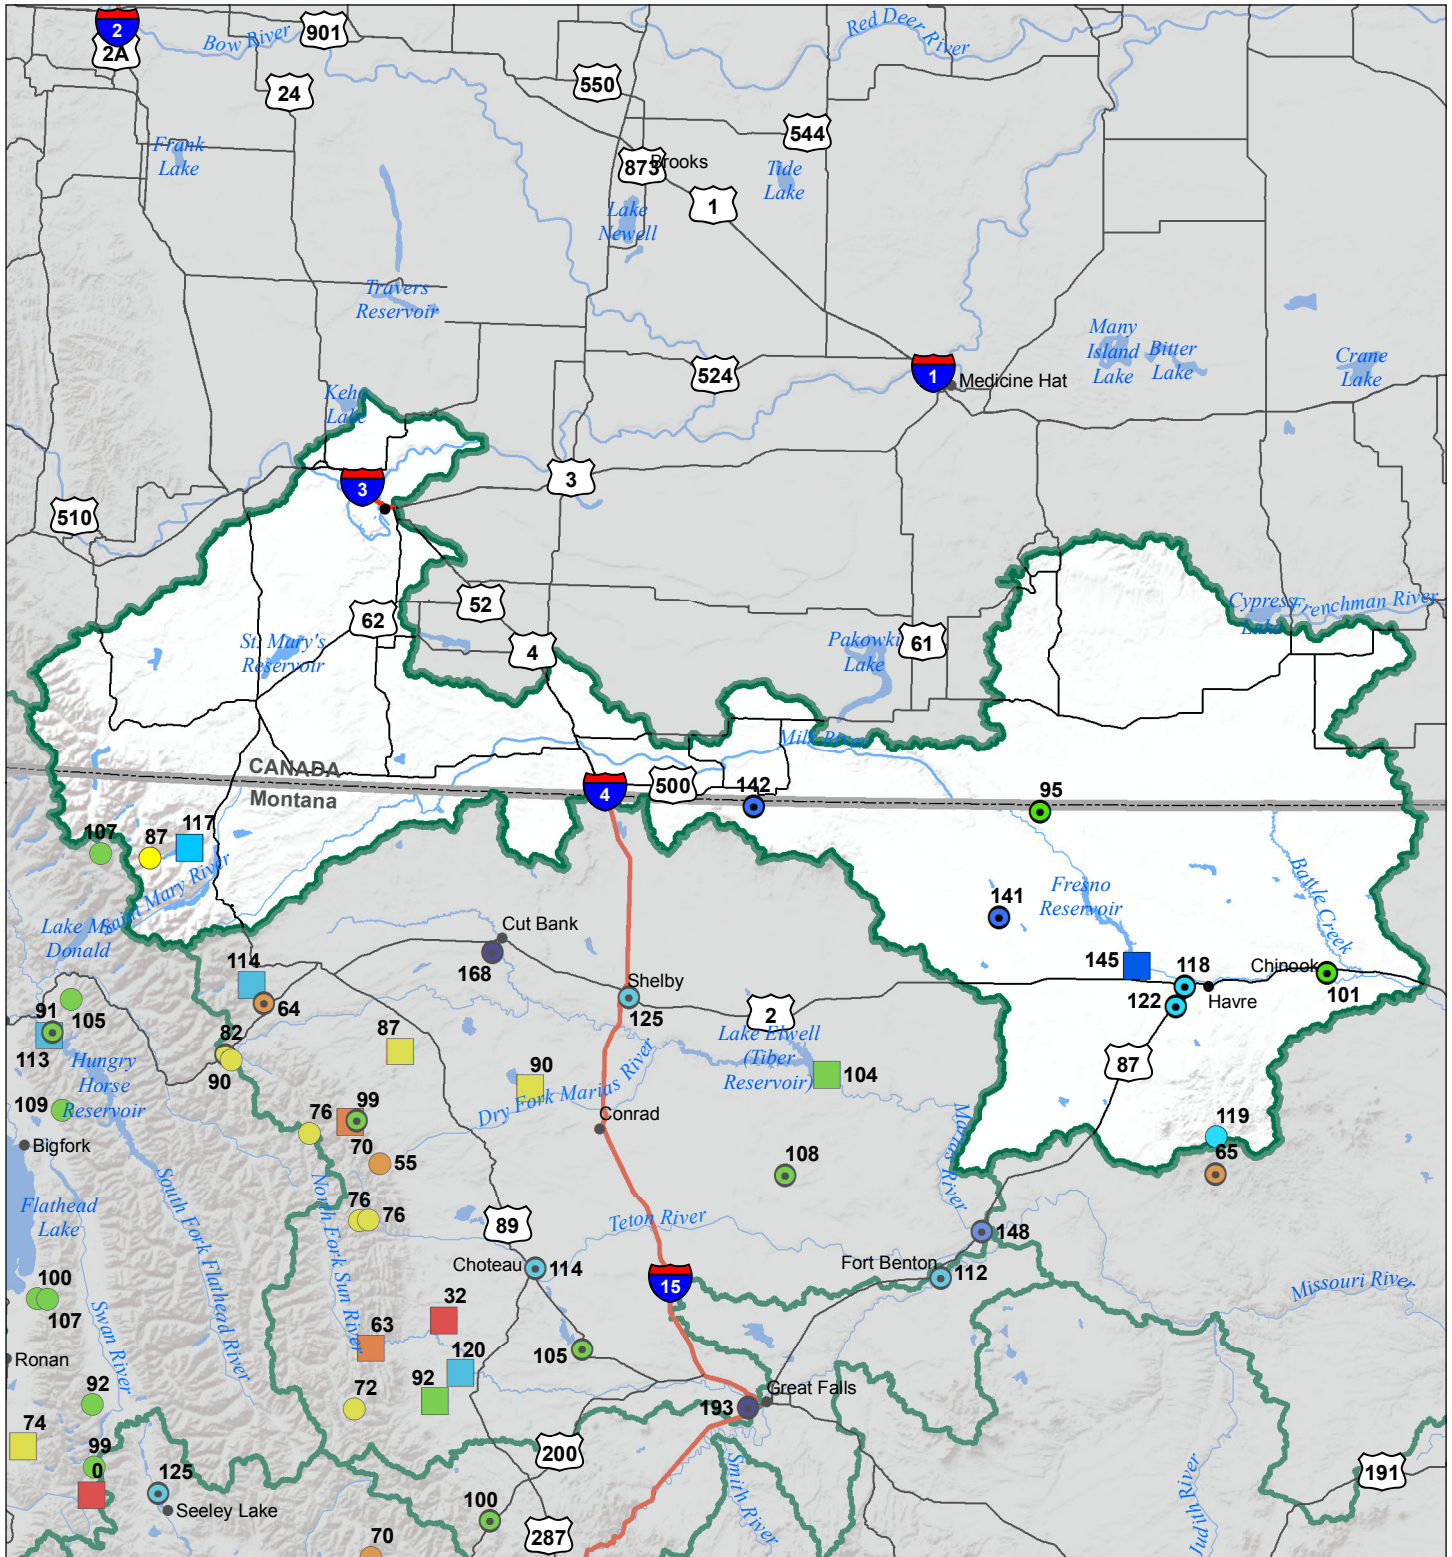 2
2A
Bow River
901
Red Deer
River
24
550
544
Frank
Lake
873
Brooks
Tide
Lake
1
Lake
Newell
Travers
Reservoir
Many
Island
Lake
Bitter
Lake
Crane
Lake
524
1
Medicine Hat
Keho
Lake
3
3
510
52
62
4
St. Mary's
Reservoir
Pakowki
Lake
61
Cypress
Lake
Frenchman River
Milk River
CANADA
Montana
4
500
142
95
107
87
117
Saint Mary River
Lake Mc
Donald
141
Fresno
Reservoir
Battle Creek
Cut Bank
168
114
64
145
118
122
Havre
Chinook
101
Shelby
125
2
91
105
113
82
90
87
Hungry
Horse
Reservoir
90
Dry Fork Marias River
Lake Elwell
(Tiber
Reservoir)
104
87
109
Bigfork
76
99
70
55
Conrad
108
Marias River
119
65
Flathead
Lake
South Fork Flathead River
North Fork Sun River
76
76
89
Teton River
148
Choteau
114
Fort Benton
112
Missouri River
15
100
107
Swan River
32
63
120
92
105
Ronan
92
72
193
Great Falls
74
99
0
125
Seeley Lake
200
Smith River
191
Judith River
100
287
70